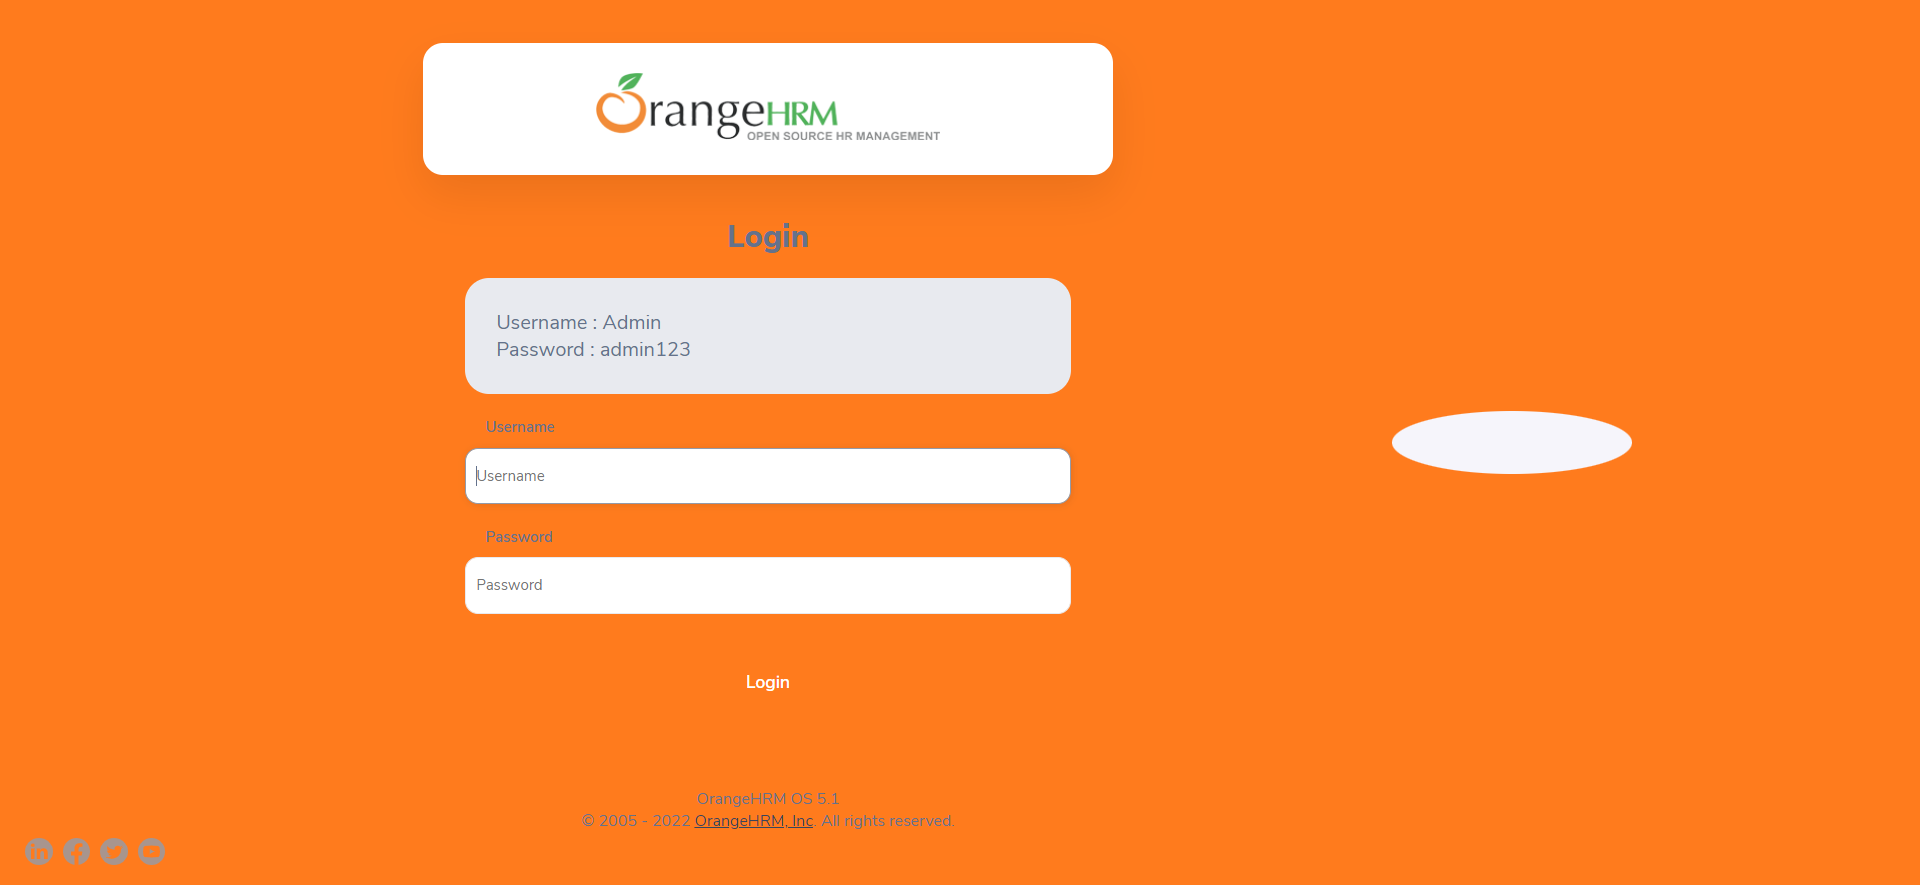 OrangeHRM
OPEN SOURCE HR MANAGEMENT
Login
Username : Admin
Password : admin123
Username
Username
Password
Password
Login
OrangeHRM OS 5.1
© 2005 - 2022 OrangeHRM, Inc. All rights reserved.